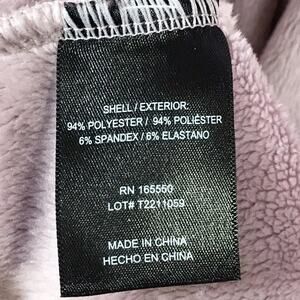 SHELL / EXTERIOR:
94% POLYESTER / 94% POLIÉSTER
6% SPANDEX / 6% ELASTANO
RN 165560
LOT# T2211059
MADE IN CHINA
HECHO EN CHINA